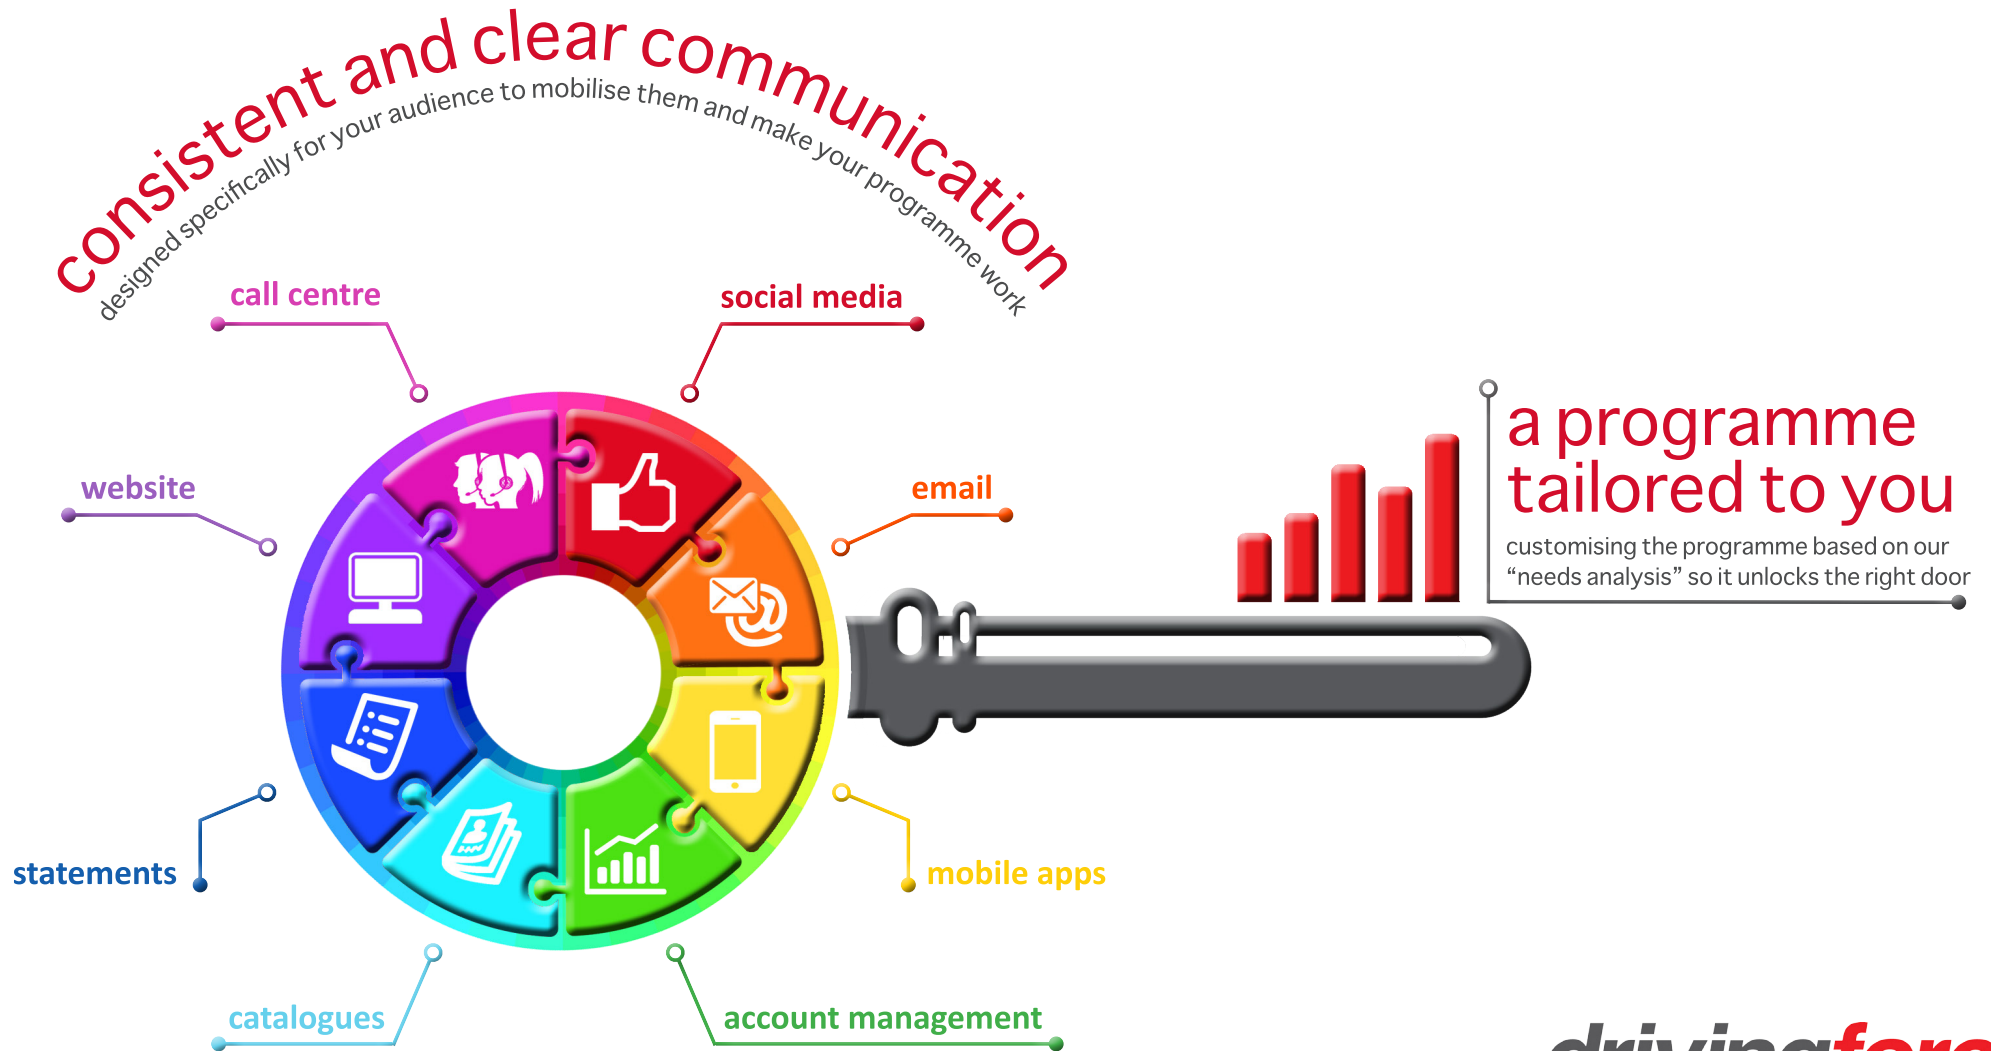 consistent and clear communication
designed specifically for your audience to mobilise them and make your programme work
call centre
social media
website
email
a programme
tailored to you
customising the programme based on our
“needs analysis” so it unlocks the right door
statements
mobile apps
catalogues
account management